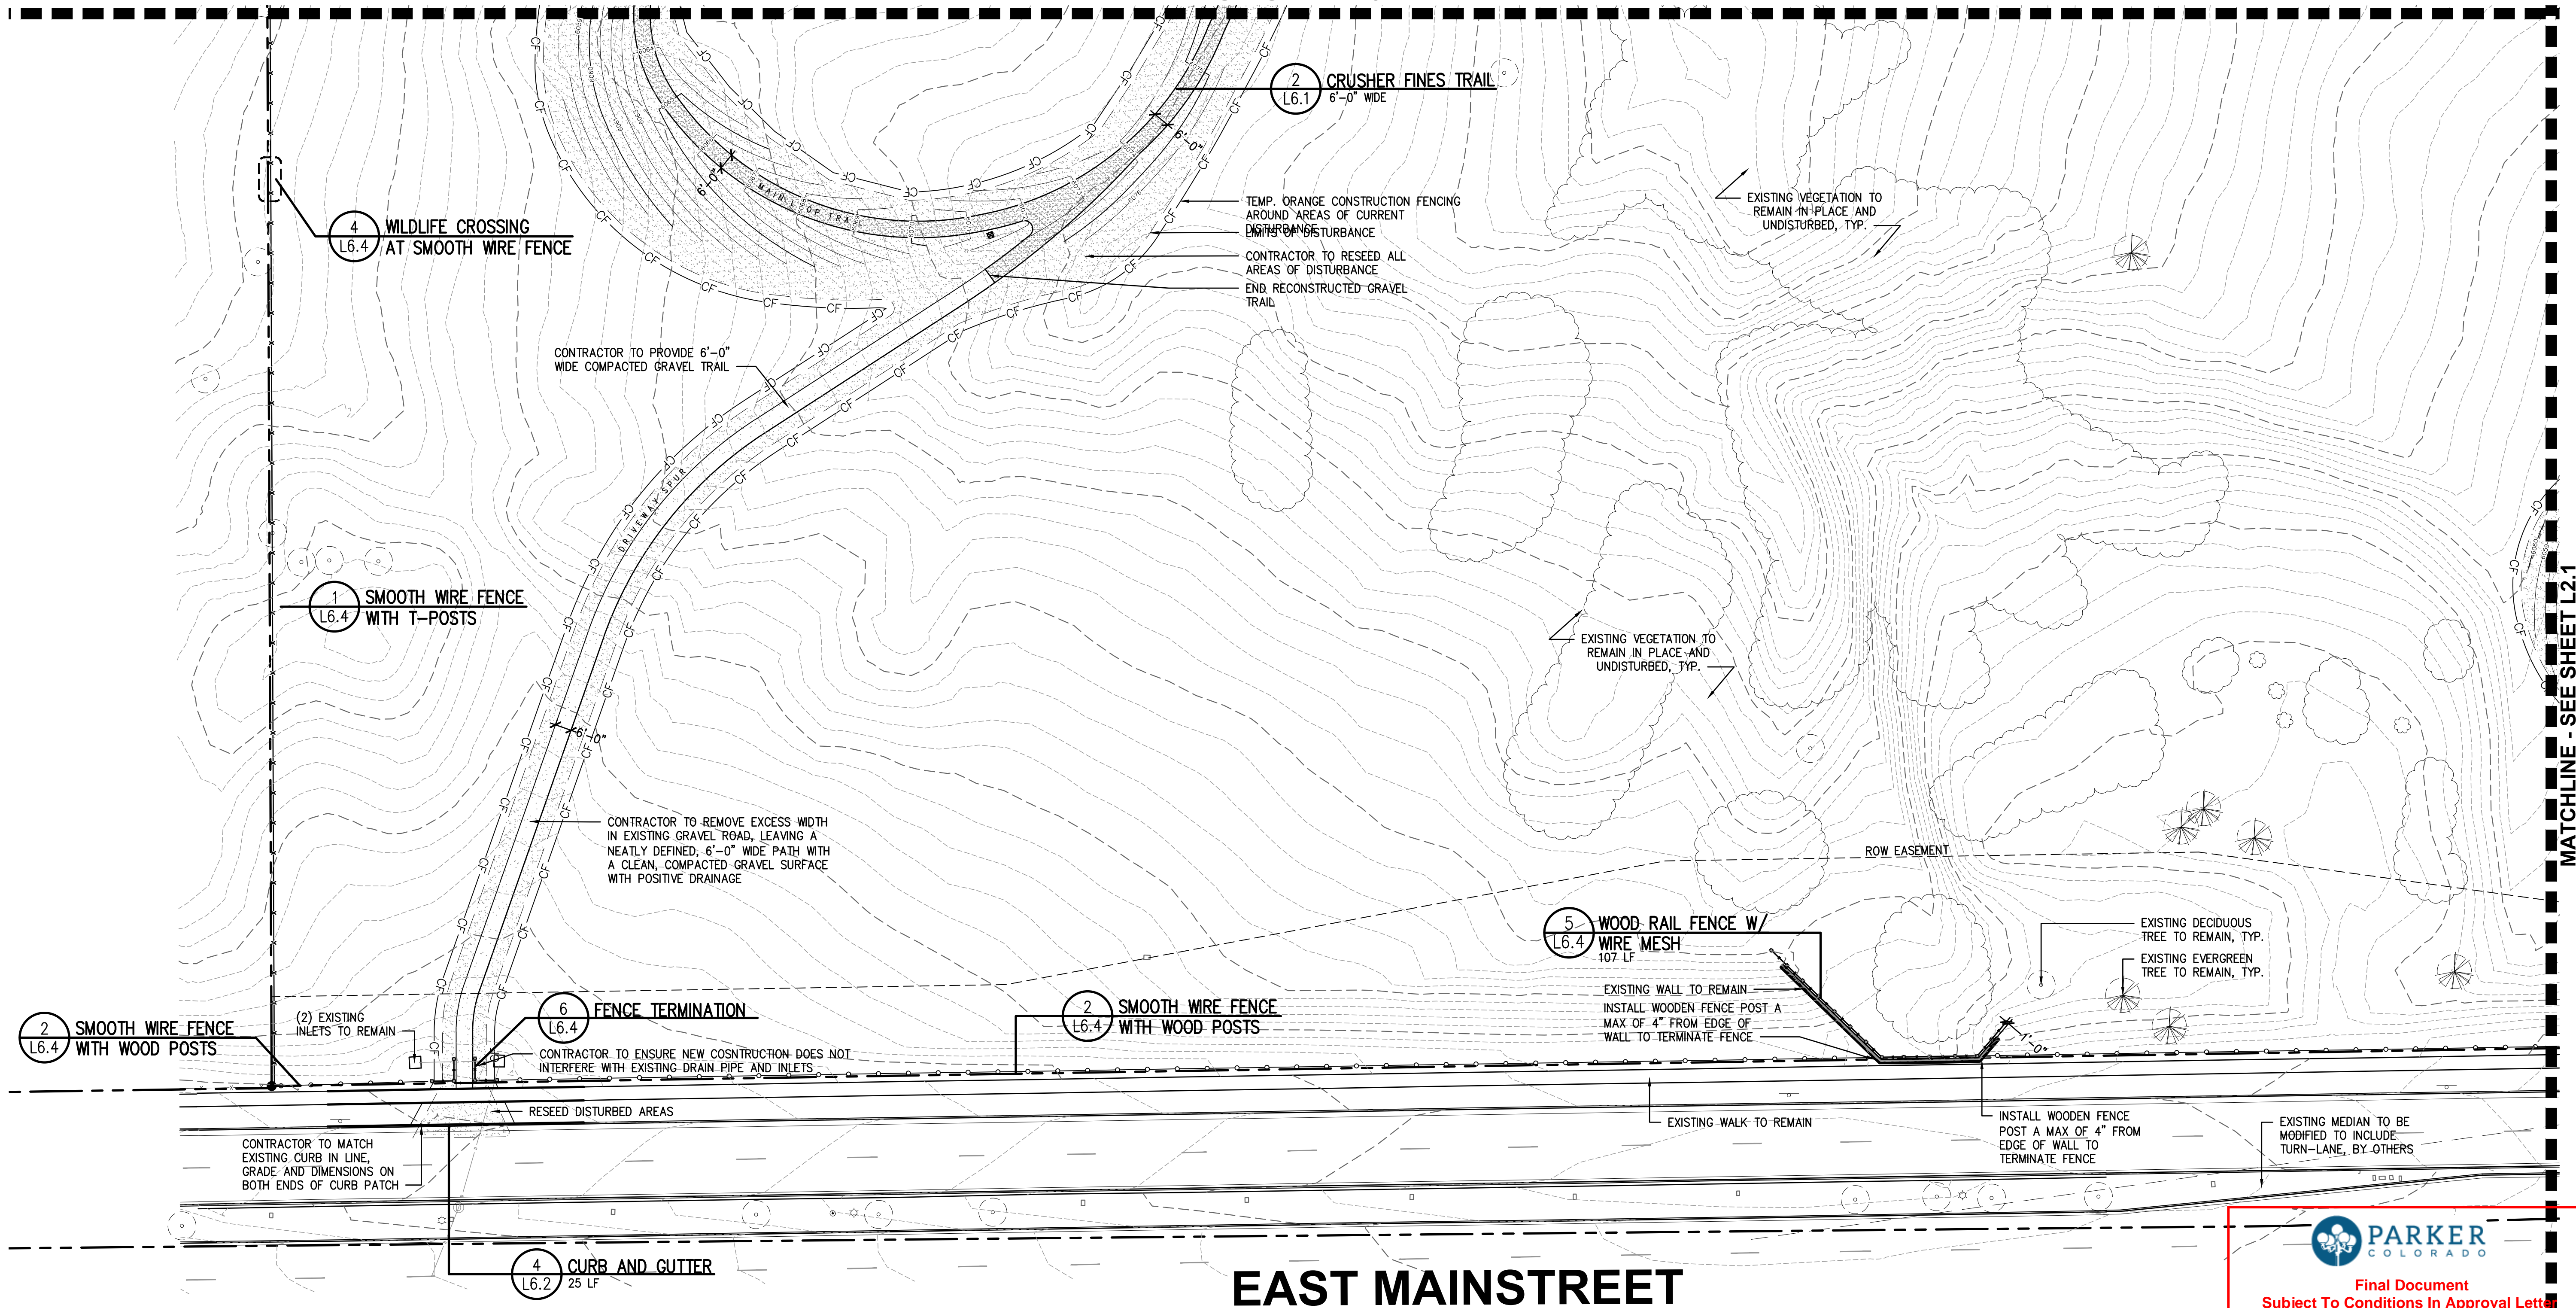 2
L6.1
CRUSHER FINES TRAIL
6'-0" WIDE
6'-0"
6'-0"
MAIN LOOP TRAIL
4
L6.4
WILDLIFE CROSSING
AT SMOOTH WIRE FENCE
TEMP. ORANGE CONSTRUCTION FENCING
AROUND AREAS OF CURRENT
DISTURBANCE
LIMITS OF DISTURBANCE
CONTRACTOR TO RESEED ALL
AREAS OF DISTURBANCE
END RECONSTRUCTED GRAVEL
TRAIL
EXISTING VEGETATION TO
REMAIN IN PLACE AND
UNDISTURBED, TYP.
CONTRACTOR TO PROVIDE 6'-0"
WIDE COMPACTED GRAVEL TRAIL
DRIVEWAY SPUR
1
L6.4
SMOOTH WIRE FENCE
WITH T-POSTS
EXISTING VEGETATION TO
REMAIN IN PLACE AND
UNDISTURBED, TYP.
MATCHLINE - SEE SHEET L2.1
6'-0"
CONTRACTOR TO REMOVE EXCESS WIDTH
IN EXISTING GRAVEL ROAD, LEAVING A
NEATLY DEFINED, 6'-0" WIDE PATH WITH
A CLEAN, COMPACTED GRAVEL SURFACE
WITH POSITIVE DRAINAGE
ROW EASEMENT
5
L6.4
WOOD RAIL FENCE W/
WIRE MESH
107 LF
EXISTING DECIDUOUS
TREE TO REMAIN, TYP.
EXISTING EVERGREEN
TREE TO REMAIN, TYP.
EXISTING WALL TO REMAIN
INSTALL WOODEN FENCE POST A
MAX OF 4" FROM EDGE OF
WALL TO TERMINATE FENCE
1'-0"
2
L6.4
SMOOTH WIRE FENCE
WITH WOOD POSTS
(2) EXISTING
INLETS TO REMAIN
6
L6.4
FENCE TERMINATION
2
L6.4
SMOOTH WIRE FENCE
WITH WOOD POSTS
CONTRACTOR TO ENSURE NEW COSNTRUCTION DOES NOT
INTERFERE WITH EXISTING DRAIN PIPE AND INLETS
RESEED DISTURBED AREAS
EXISTING WALK TO REMAIN
INSTALL WOODEN FENCE
POST A MAX OF 4" FROM
EDGE OF WALL TO
TERMINATE FENCE
EXISTING MEDIAN TO BE
MODIFIED TO INCLUDE
TURN-LANE, BY OTHERS
CONTRACTOR TO MATCH
EXISTING CURB IN LINE,
GRADE AND DIMENSIONS ON
BOTH ENDS OF CURB PATCH
4
L6.2
CURB AND GUTTER
25 LF
EAST MAINSTREET
PARKER
COLORADO
Final Document
Subject To Conditions In Approval Letter